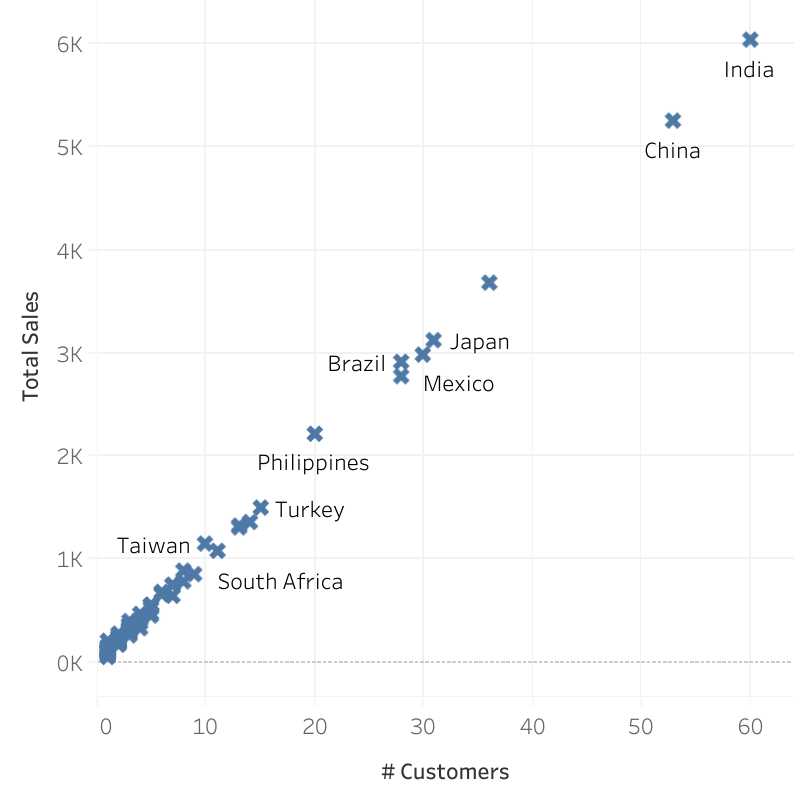 6K
India
5K
China
4K
Total Sales
3K
Japan
Brazil
Mexico
2K
Philippines
Turkey
Taiwan
1K
South Africa
0K
0 10 20 30 40 50 60
# Customers